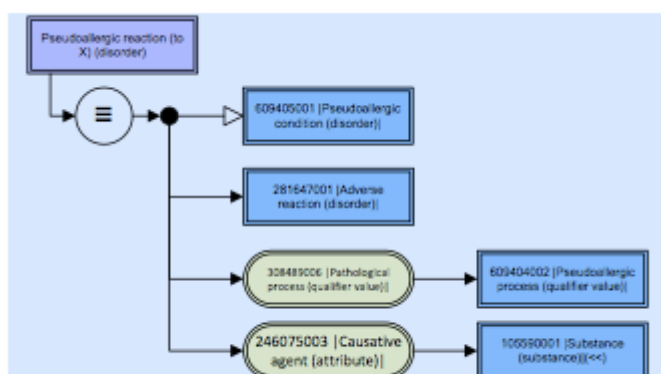 Pseudoallergic reaction (to
X) (disorder)
≡
609405001 |Pseudoallergic
condition (disorder)|
281647001 |Adverse
reaction (disorder)|
308489006 |Pathological
process (qualifier value)|
609404002 |Pseudoallergic
process (qualifier value)|
246075003 |Causative
agent (attribute)|
105590001 |Substance
(substance)|(<<)